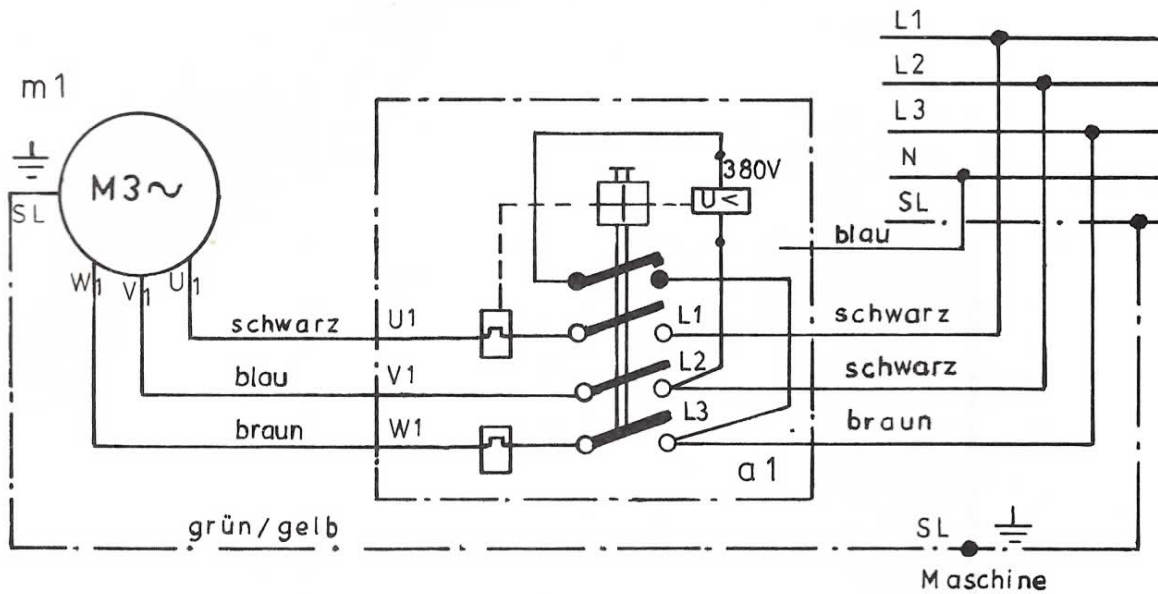 L1
L2
L3
N
SL
m1
M3~
SL
W1
V1
U1
380V
U<
blau
schwarz
U1
L1
schwarz
blau
V1
L2
schwarz
braun
W1
L3
braun
a1
grün/gelb
SL
Maschine